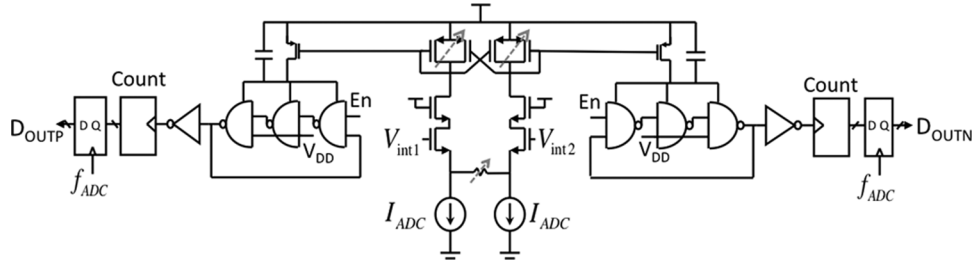 Count
En
D_OUTP
D Q
V_DD
f_ADC
V_int1
V_int2
I_ADC
I_ADC
En
Count
V_DD
D Q
D_OUTN
f_ADC